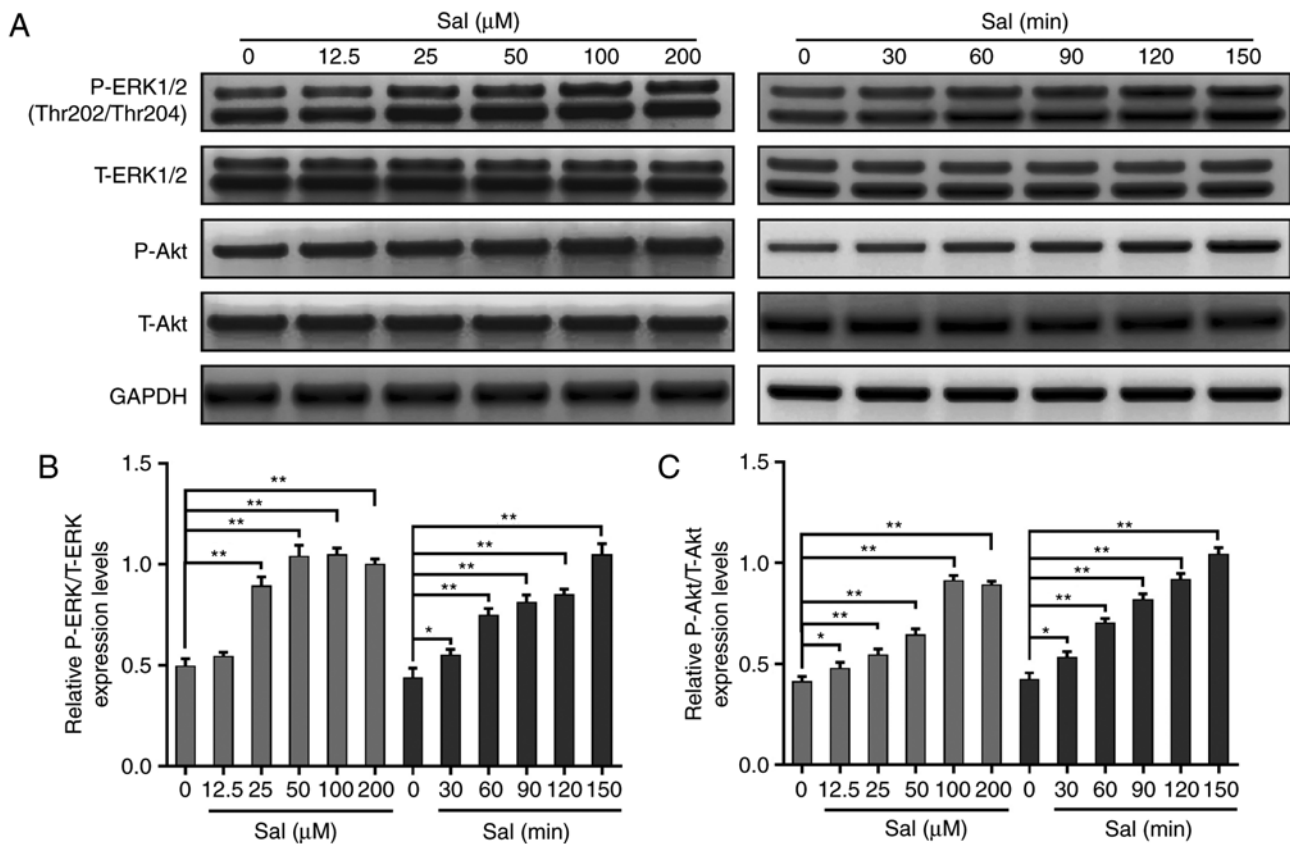 A
Sal (μM)
0 12.5 25 50 100 200
Sal (min)
0 30 60 90 120 150
P-ERK1/2
(Thr202/Thr204)
T-ERK1/2
P-Akt
T-Akt
GAPDH
B
Relative P-ERK/T-ERK
expression levels
1.5
1.0
0.5
0.0
** ** ** **
* ** ** ** **
0 12.5 25 50 100 200 0 30 60 90 120 150
Sal (μM) Sal (min)
C
Relative P-Akt/T-Akt
expression levels
1.5
1.0
0.5
0.0
* ** ** ** **
* ** ** ** **
0 12.5 25 50 100 200 0 30 60 90 120 150
Sal (μM) Sal (min)